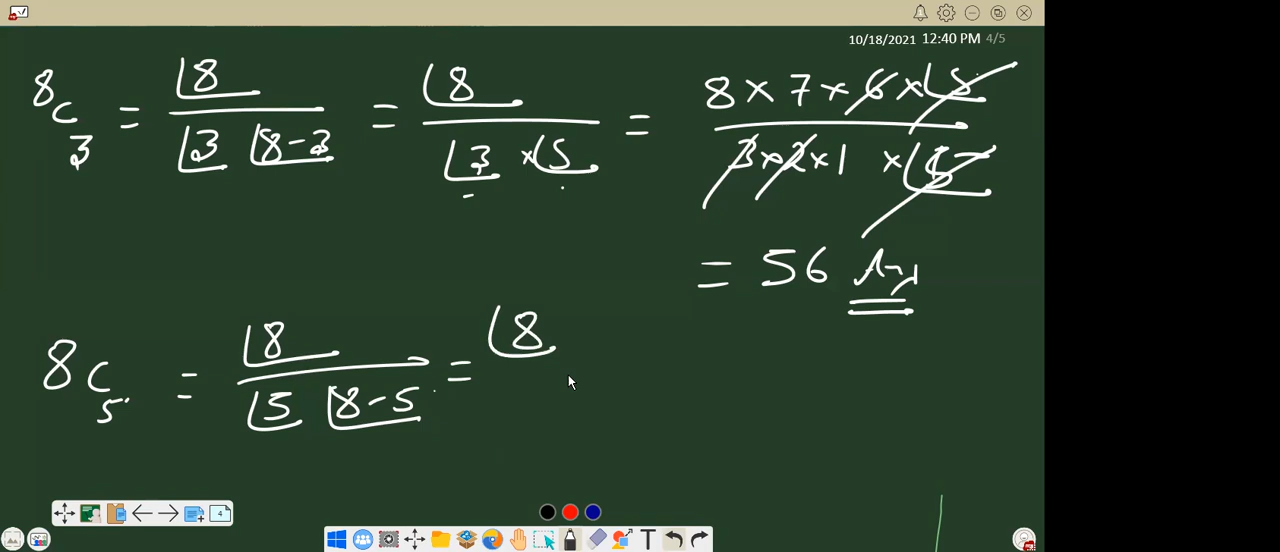 10/18/2021 12:40 PM 4/5
8c3 = |8 / |3 |8-3 = |8 / |3 × |5 = 8 × 7 × 6 × |5 / 3 × 2 × 1 × |5
= 56 Ans
8c5 = |8 / |5 |8-5 = |8
4
T